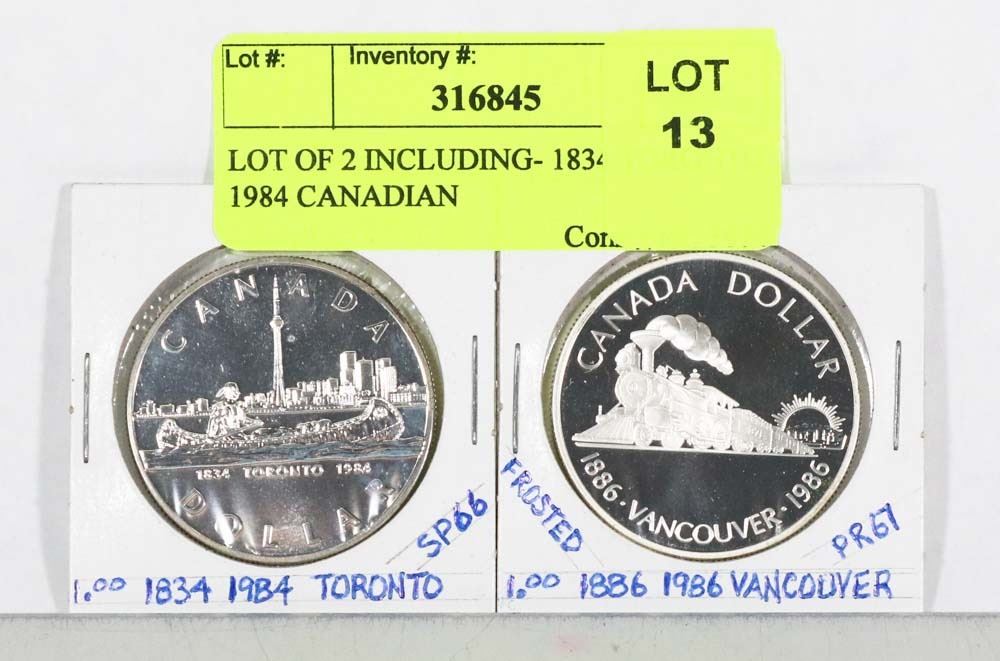 Lot #: Inventory #:
316845
LOT
13
LOT OF 2 INCLUDING- 1834
1984 CANADIAN
CANADA
1834 TORONTO 1984
DOLLAR
SP66
1.00 1834 1984 TORONTO
CANADA DOLLAR
1886 · VANCOUVER · 1986
FROSTED
PR67
1.00 1886 1986 VANCOUVER